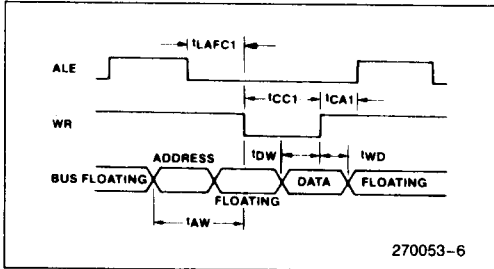 tLAFC1
ALE
tCC1 tCA1
WR
ADDRESS tDW tWD
BUS FLOATING DATA FLOATING
FLOATING
tAW
270053-6